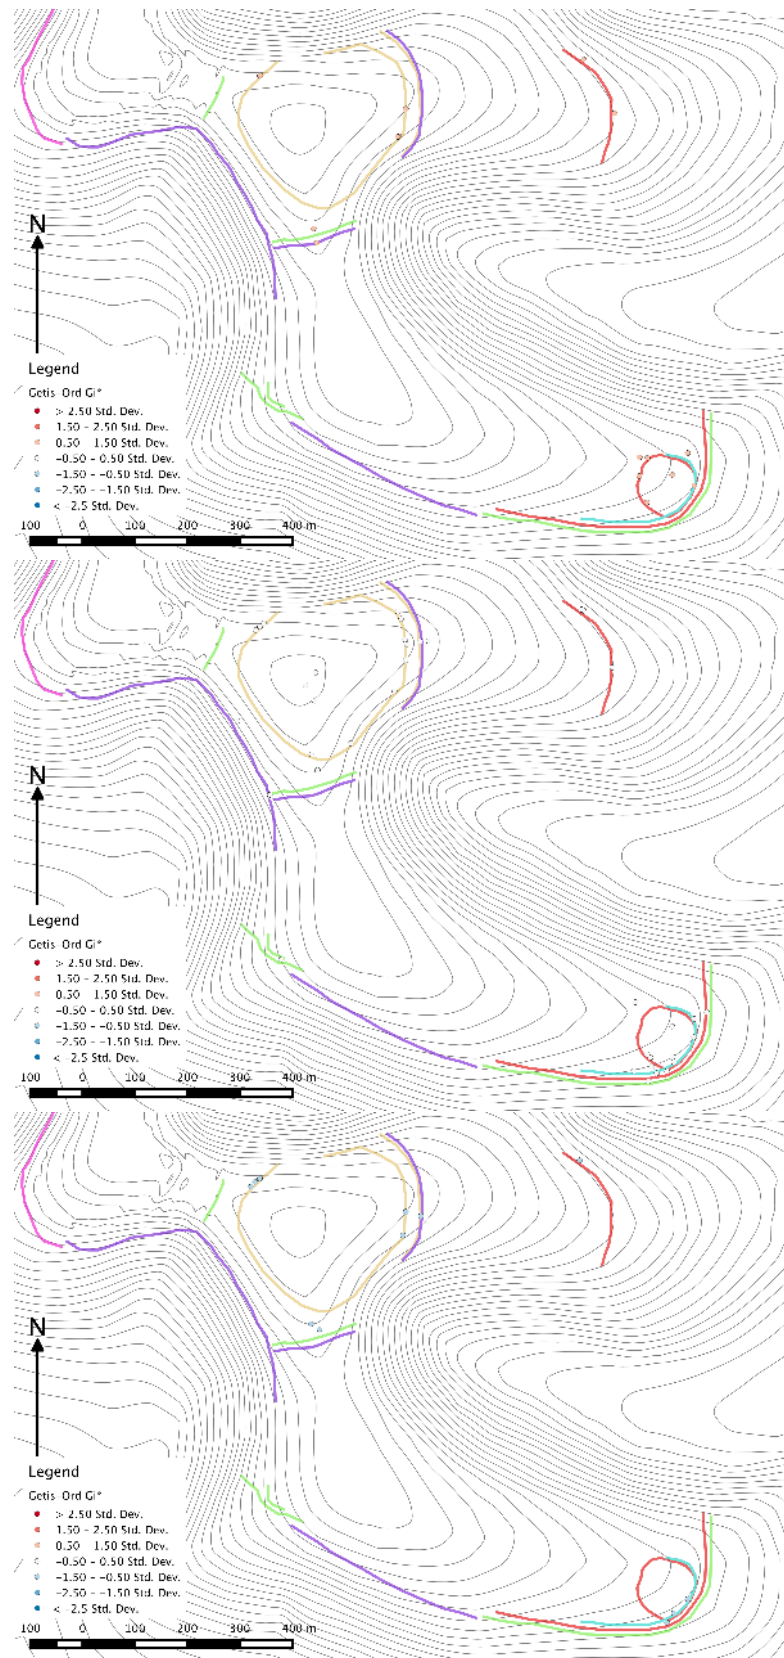 N
Legend
Getis Ord Gi*
> 2.50 Std. Dev.
1.50 - 2.50 Std. Dev.
0.50 1.50 Std. Dev.
-0.50 - 0.50 Std. Dev.
-1.50 - -0.50 Std. Dev.
-2.50 - -1.50 Std. Dev.
< -2.5 Std. Dev.
100 0 100 200 300 400 m
N
Legend
Getis Ord Gi*
> 2.50 Std. Dev.
1.50 - 2.50 Std. Dev.
0.50 1.50 Std. Dev.
-0.50 - 0.50 Std. Dev.
-1.50 - -0.50 Std. Dev.
-2.50 - -1.50 Std. Dev.
< -2.5 Std. Dev.
100 0 100 200 300 400 m
N
Legend
Getis Ord Gi*
> 2.50 Std. Dev.
1.50 - 2.50 Std. Dev.
0.50 1.50 Std. Dev.
-0.50 - 0.50 Std. Dev.
-1.50 - -0.50 Std. Dev.
-2.50 - -1.50 Std. Dev.
< -2.5 Std. Dev.
100 0 100 200 300 400 m